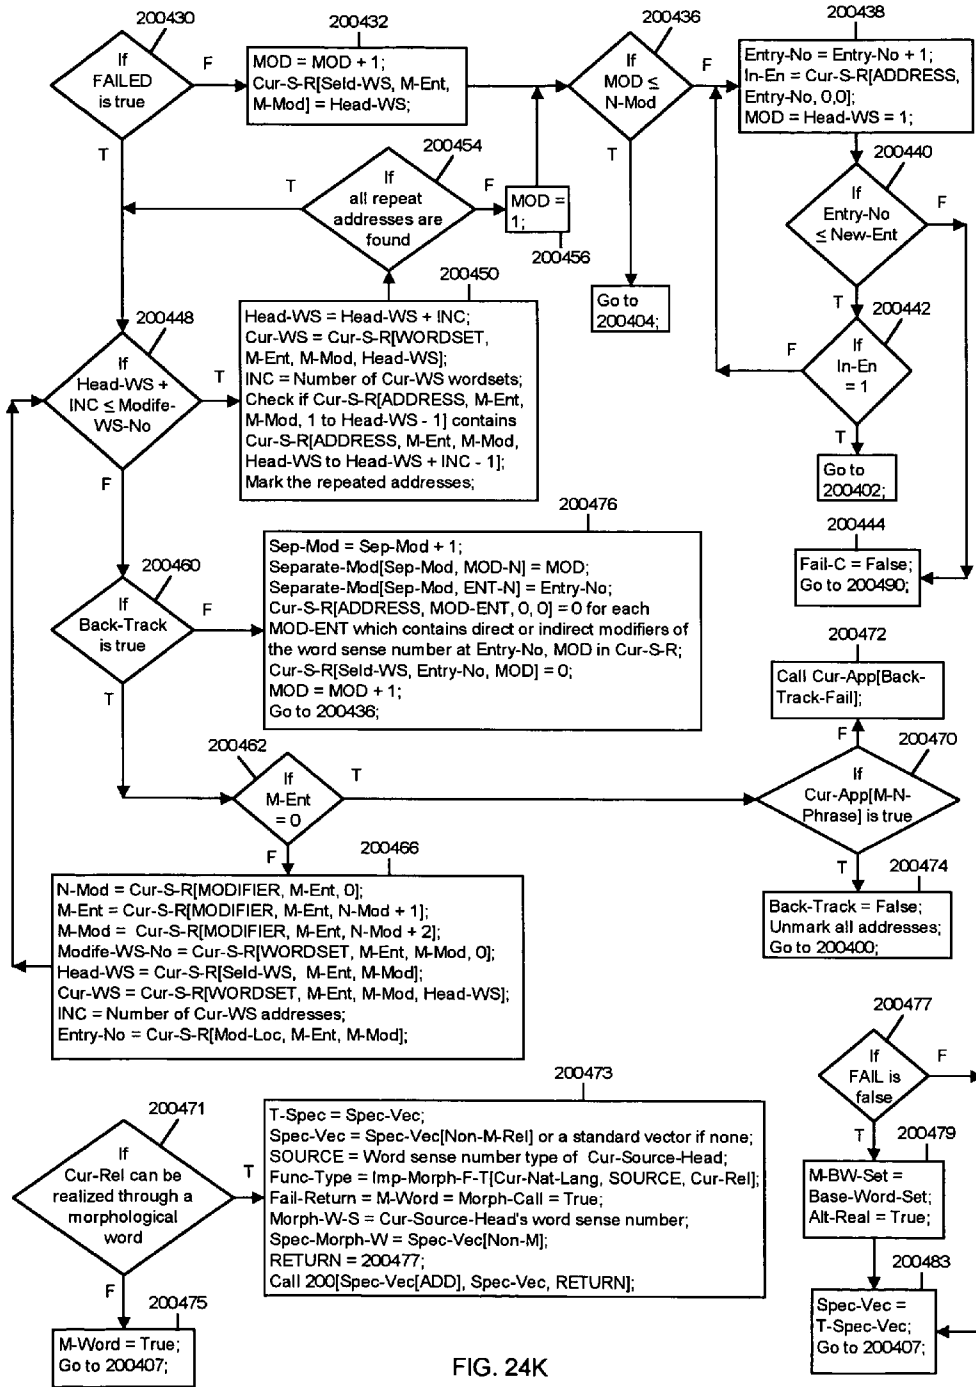 200430
If
FAILED
is true
F
T
200432
MOD = MOD + 1;
Cur-S-R[Seld-WS, M-Ent,
M-Mod] = Head-WS;
200436
If
MOD ≤
N-Mod
F
T
200438
Entry-No = Entry-No + 1;
In-En = Cur-S-R[ADDRESS,
Entry-No, 0,0];
MOD = Head-WS = 1;
200440
If
Entry-No
≤ New-Ent
F
T
200454
If
all repeat
addresses are
found
T
F
MOD =
1;
200456
Go to
200404;
200442
If
In-En
= 1
F
T
Go to
200402;
200444
Fail-C = False;
Go to 200490;
200448
If
Head-WS +
INC ≤ Modife-
WS-No
T
F
200450
Head-WS = Head-WS + INC;
Cur-WS = Cur-S-R[WORDSET,
M-Ent, M-Mod, Head-WS];
INC = Number of Cur-WS wordsets;
Check if Cur-S-R[ADDRESS, M-Ent,
M-Mod, 1 to Head-WS - 1] contains
Cur-S-R[ADDRESS, M-Ent, M-Mod,
Head-WS to Head-WS + INC - 1];
Mark the repeated addresses;
200460
If
Back-Track
is true
F
T
200476
Sep-Mod = Sep-Mod + 1;
Separate-Mod[Sep-Mod, MOD-N] = MOD;
Separate-Mod[Sep-Mod, ENT-N] = Entry-No;
Cur-S-R[ADDRESS, MOD-ENT, 0, 0] = 0 for each
MOD-ENT which contains direct or indirect modifiers of
the word sense number at Entry-No, MOD in Cur-S-R;
Cur-S-R[Seld-WS, Entry-No, MOD] = 0;
MOD = MOD + 1;
Go to 200436;
200472
Call Cur-App[Back-
Track-Fail];
200462
If
M-Ent
= 0
T
F
200470
F
If
Cur-App[M-N-
Phrase] is true
T
200474
Back-Track = False;
Unmark all addresses;
Go to 200400;
200466
N-Mod = Cur-S-R[MODIFIER, M-Ent, 0];
M-Ent = Cur-S-R[MODIFIER, M-Ent, N-Mod + 1];
M-Mod = Cur-S-R[MODIFIER, M-Ent, N-Mod + 2];
Modife-WS-No = Cur-S-R[WORDSET, M-Ent, M-Mod, 0];
Head-WS = Cur-S-R[Seld-WS, M-Ent, M-Mod];
Cur-WS = Cur-S-R[WORDSET, M-Ent, M-Mod, Head-WS];
INC = Number of Cur-WS addresses;
Entry-No = Cur-S-R[Mod-Loc, M-Ent, M-Mod];
200471
If
Cur-Rel can be
realized through a
morphological
word
T
F
200475
M-Word = True;
Go to 200407;
200473
T-Spec = Spec-Vec;
Spec-Vec = Spec-Vec[Non-M-Rel] or a standard vector if none;
SOURCE = Word sense number type of Cur-Source-Head;
Func-Type = Imp-Morph-F-T[Cur-Nat-Lang, SOURCE, Cur-Rel];
Fail-Return = M-Word = Morph-Call = True;
Morph-W-S = Cur-Source-Head's word sense number;
Spec-Morph-W = Spec-Vec[Non-M];
RETURN = 200477;
Call 200[Spec-Vec[ADD], Spec-Vec, RETURN];
200477
If
FAIL is
false
F
T
200479
M-BW-Set =
Base-Word-Set;
Alt-Real = True;
200483
Spec-Vec =
T-Spec-Vec;
Go to 200407;
FIG. 24K